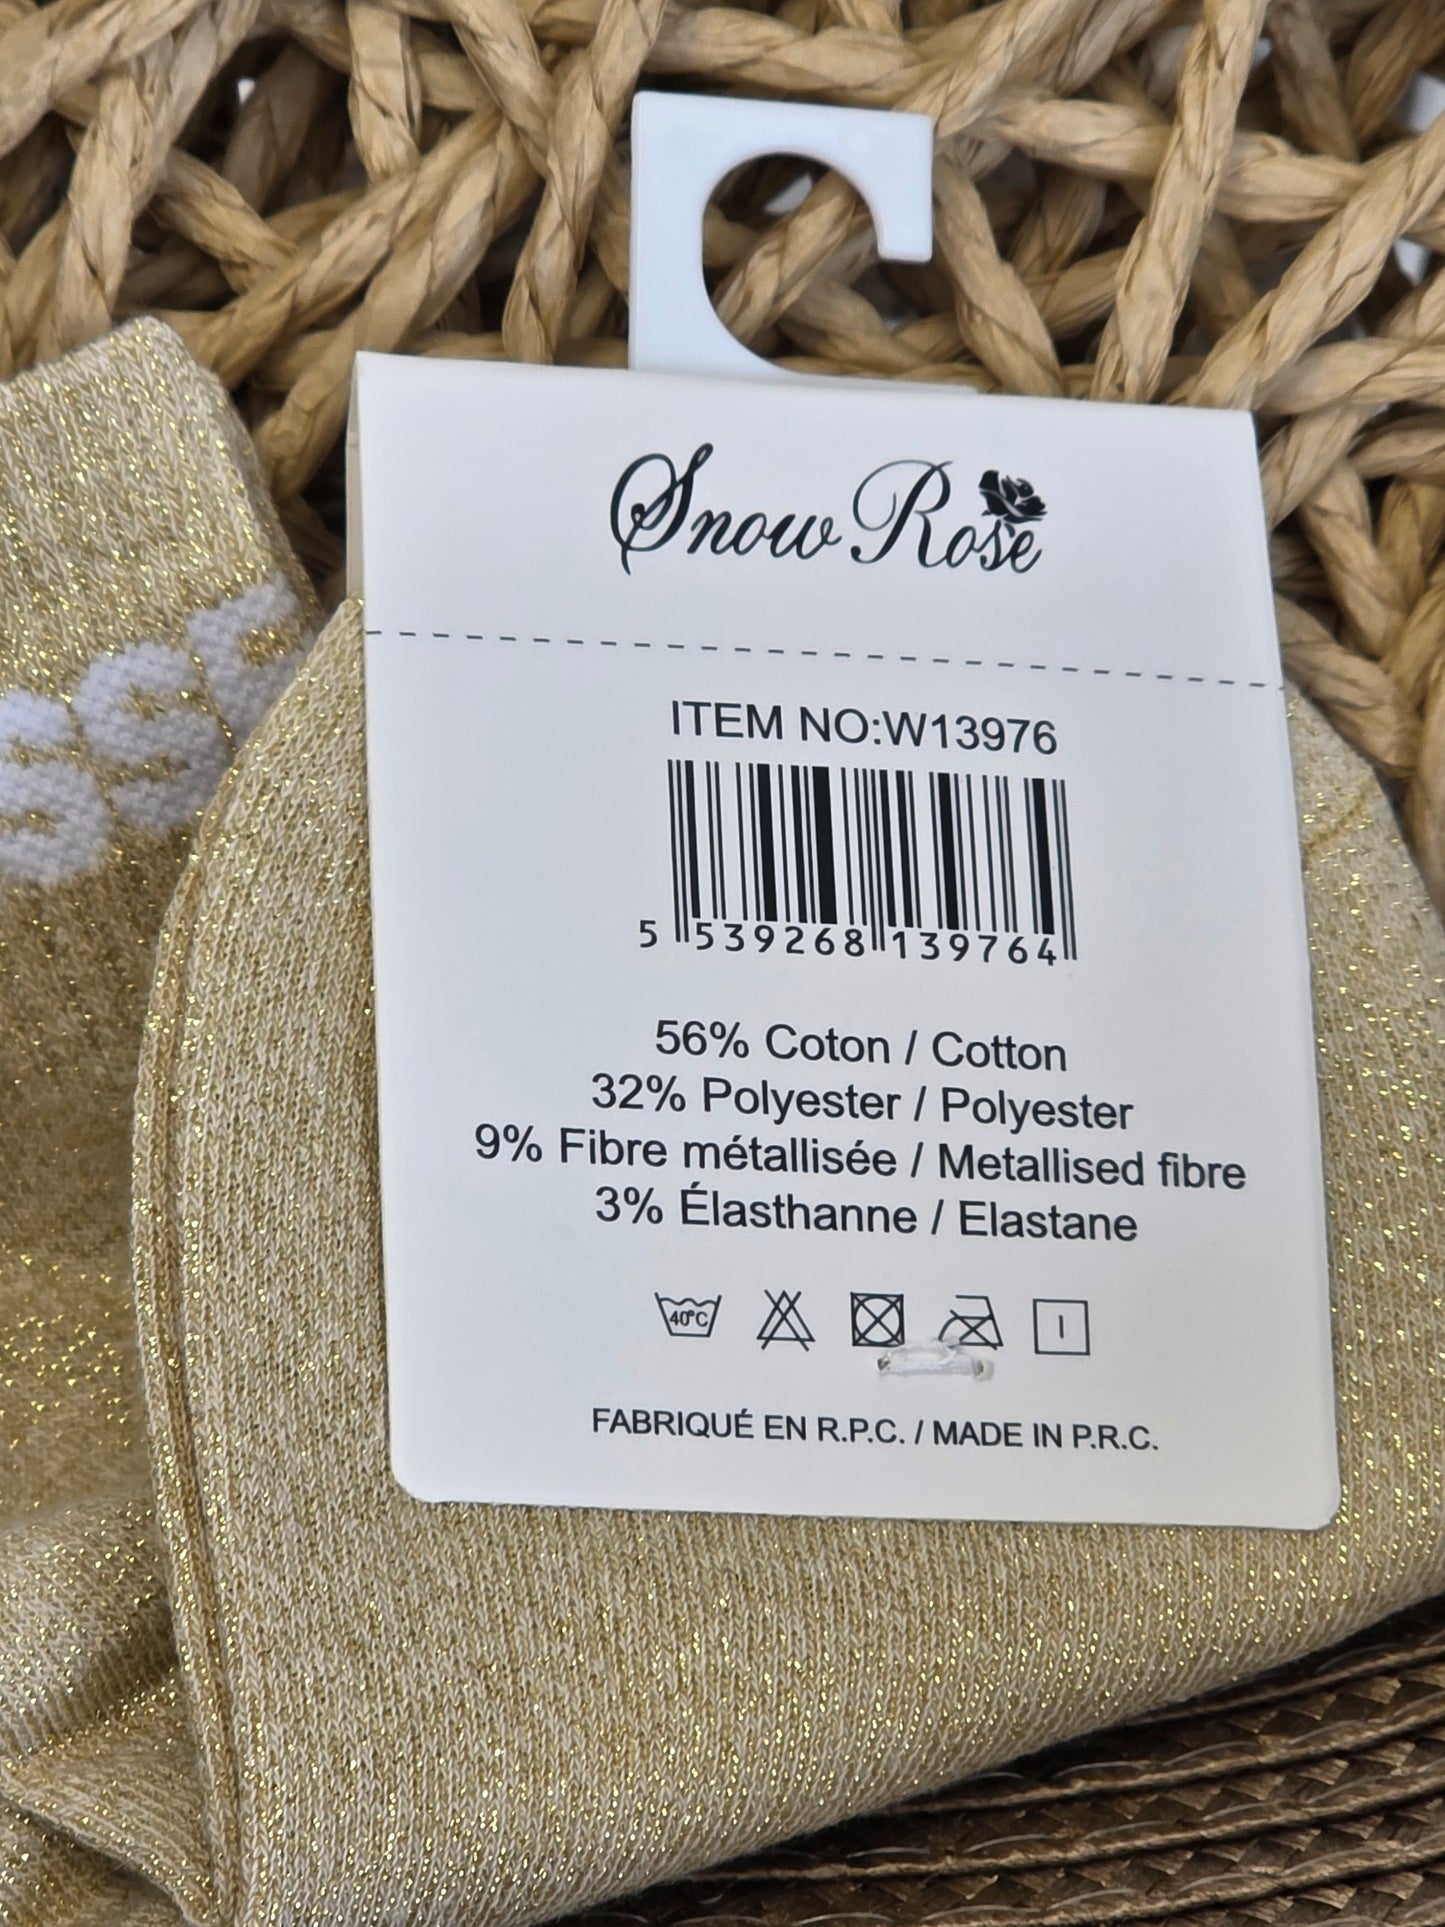 Snow Rose
ITEM NO:W13976
5 539268 139764
56% Coton / Cotton
32% Polyester / Polyester
9% Fibre métallisée / Metallised fibre
3% Élasthanne / Elastane
40°C
FABRIQUÉ EN R.P.C. / MADE IN P.R.C.